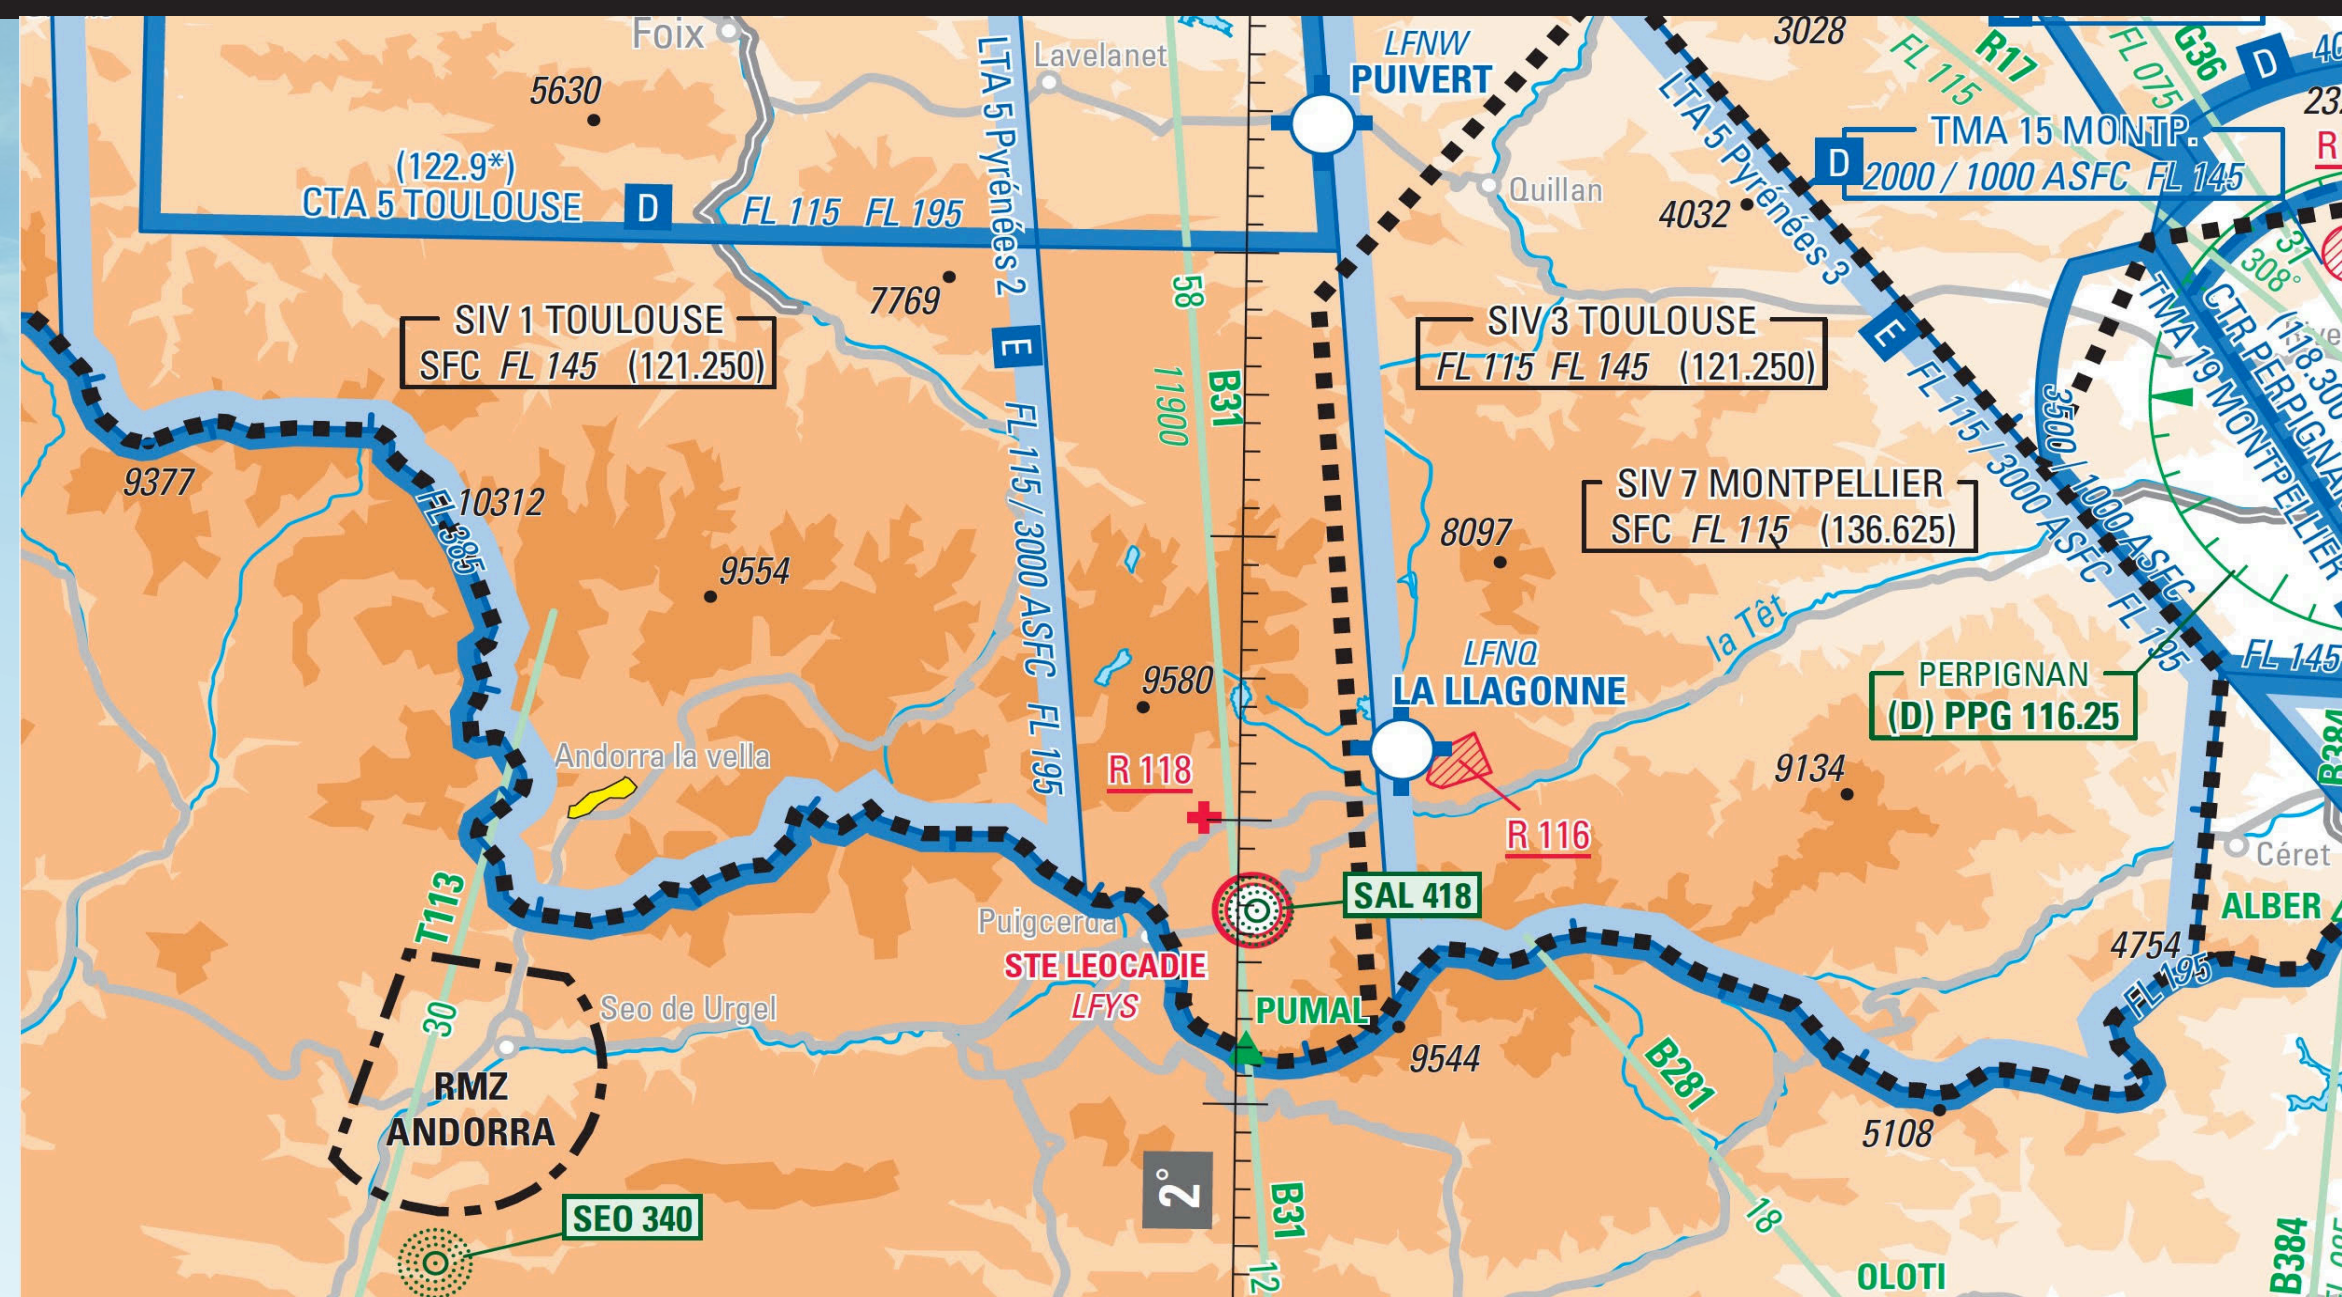 Foix
Lavelanet
LFNW
PUIVERT
3028
FL 115
R17
FL 075
G36
D
5630
LTA 5 Pyrénées 2
LTA 5 Pyrénées 3
TMA 15 MONTP.
D
2000 / 1000 ASFC FL 145
R
(122.9*)
CTA 5 TOULOUSE
D
FL 115 FL 195
Quillan
4032
31
308°
7769
58
SIV 1 TOULOUSE
SFC FL 145 (121.250)
E
SIV 3 TOULOUSE
FL 115 FL 145 (121.250)
E
CTR PERPIGNAN
(118.300
TMA 19 MONTPELLIER
11900
B31
FL 115 / 3000 ASFC FL 195
FL 115 / 3000 ASFC FL 195
3500 / 1000 ASFC
9377
10312
FL 385
SIV 7 MONTPELLIER
SFC FL 115 (136.625)
8097
9554
la Têt
LFNQ
LA LLAGONNE
9580
FL 145
PERPIGNAN
(D) PPG 116.25
B384
Andorra la vella
R 118
9134
R 116
Céret
T113
SAL 418
ALBER
Puigcerda
STE LEOCADIE
LFYS
4754
FL 195
30
Seo de Urgel
PUMAL
9544
B281
RMZ
ANDORRA
5108
2°
B31
SEO 340
18
12
OLOTI
B384